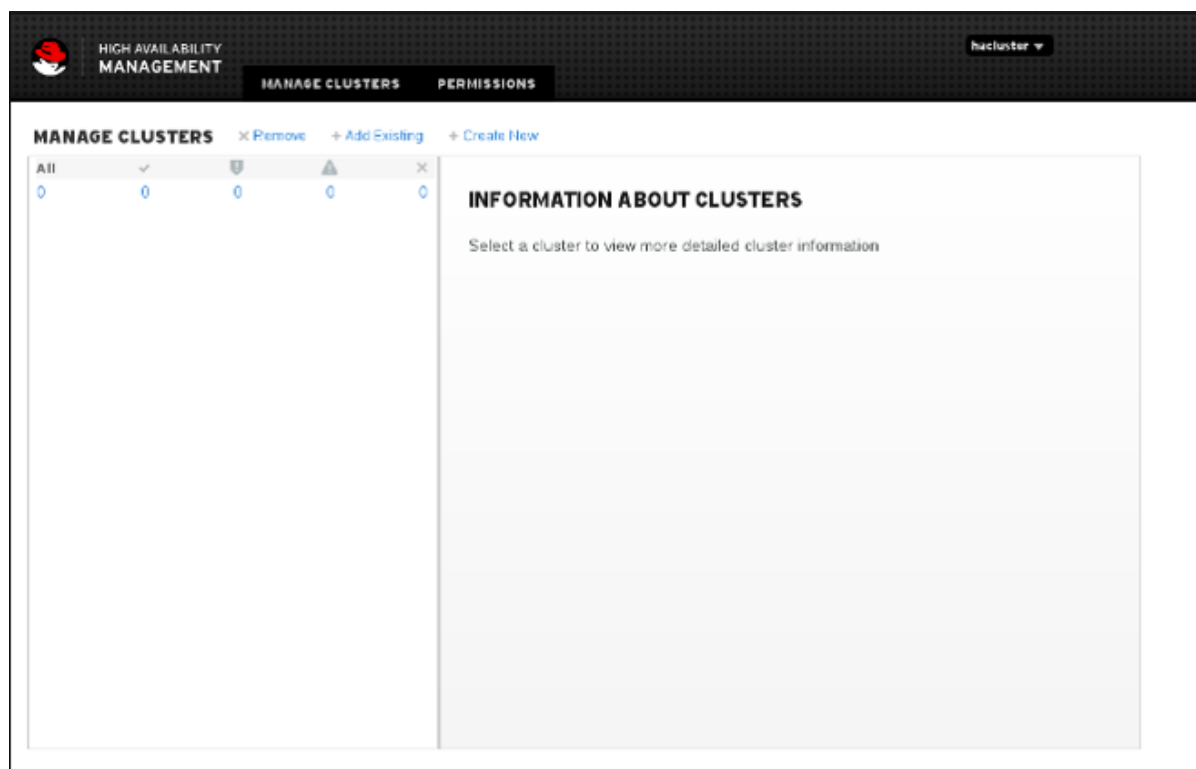 HIGH AVAILABILITY
MANAGEMENT
hacluster
MANAGE CLUSTERS PERMISSIONS
MANAGE CLUSTERS Remove + Add Existing + Create New
All
0 0 0 0 0
INFORMATION ABOUT CLUSTERS
Select a cluster to view more detailed cluster information